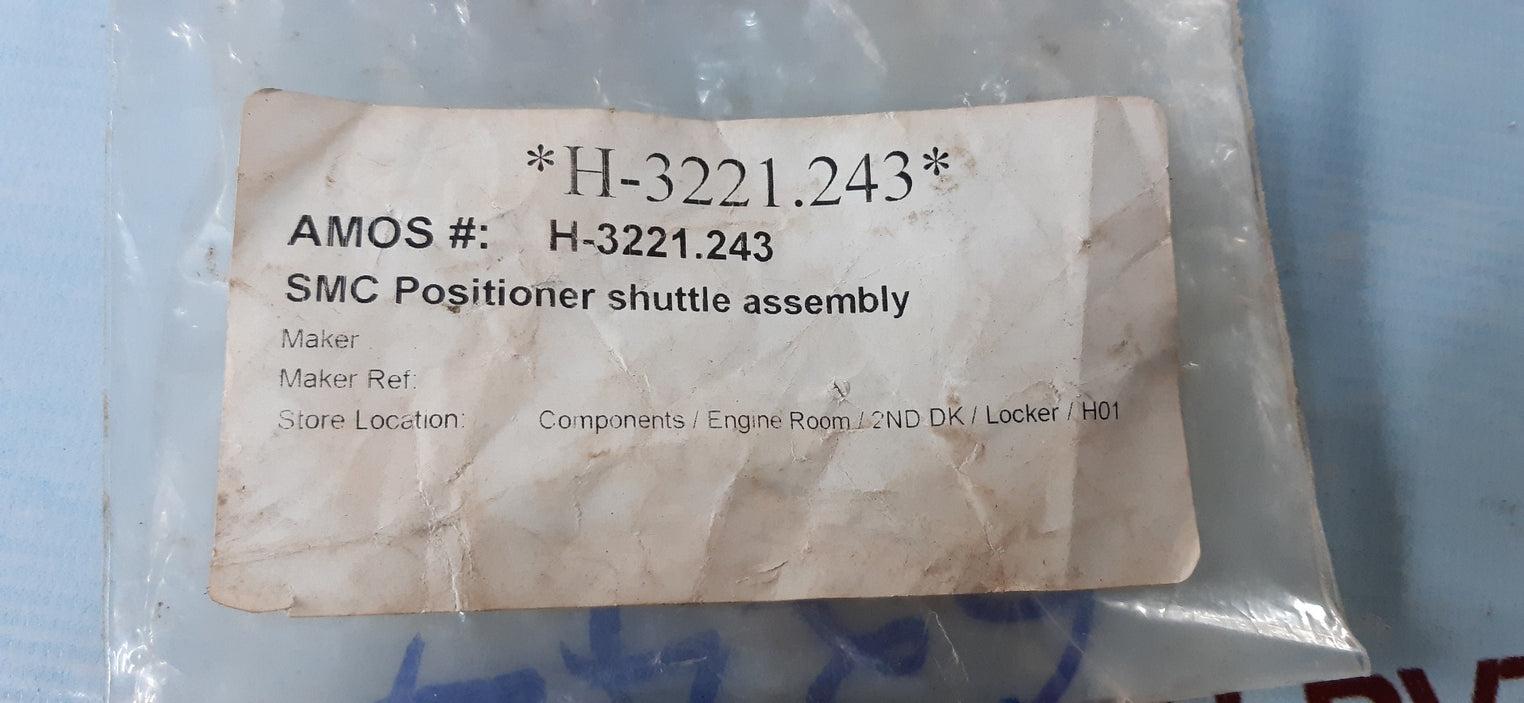 *H-3221.243*
AMOS #: H-3221.243
SMC Positioner shuttle assembly
Maker
Maker Ref:
Store Location: Components / Engine Room / 2ND DK / Locker / H01